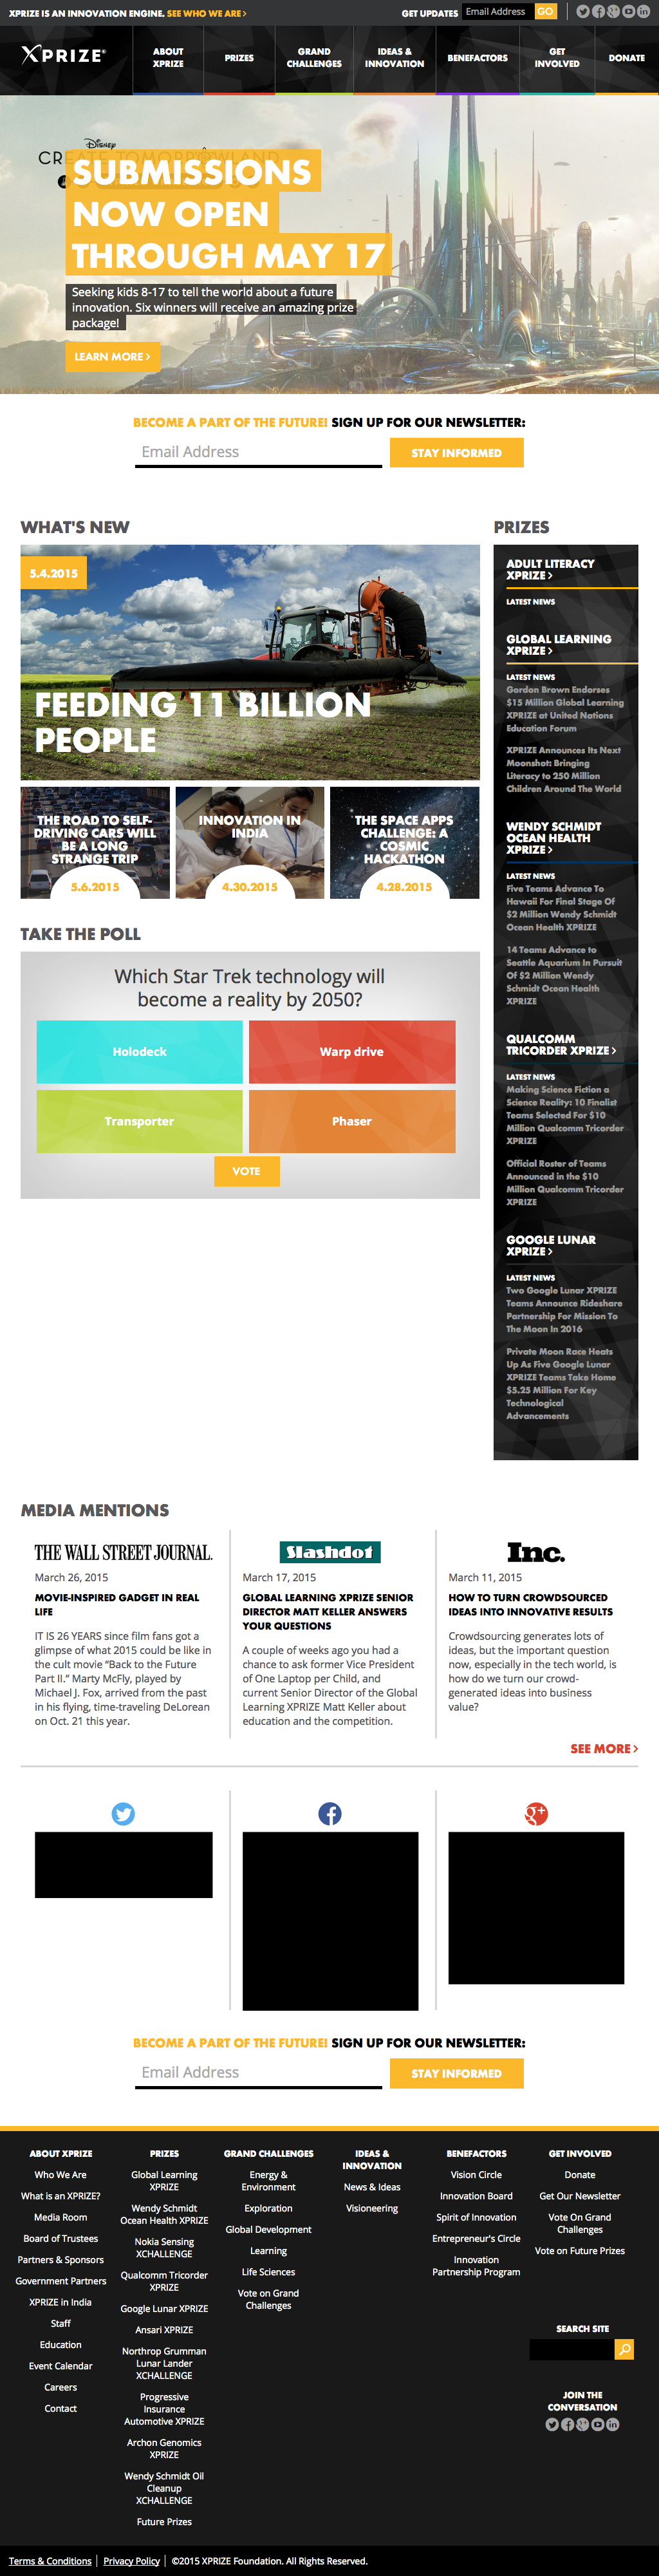 XPRIZE IS AN INNOVATION ENGINE. SEE WHO WE ARE >
GET UPDATES
Email Address
GO
XPRIZE®
ABOUT
XPRIZE
PRIZES
GRAND
CHALLENGES
IDEAS &
INNOVATION
BENEFACTORS
GET
INVOLVED
DONATE
Disney
CREATE TOMORROWLAND
SUBMISSIONS
NOW OPEN
THROUGH MAY 17
Seeking kids 8-17 to tell the world about a future
innovation. Six winners will receive an amazing prize
package!
LEARN MORE >
BECOME A PART OF THE FUTURE! SIGN UP FOR OUR NEWSLETTER:
Email Address
STAY INFORMED
WHAT'S NEW
5.4.2015
FEEDING 11 BILLION
PEOPLE
THE ROAD TO SELF-
DRIVING CARS WILL
BE A LONG
STRANGE TRIP
5.6.2015
INNOVATION IN
INDIA
4.30.2015
THE SPACE APPS
CHALLENGE: A
COSMIC
HACKATHON
4.28.2015
TAKE THE POLL
Which Star Trek technology will
become a reality by 2050?
Holodeck
Warp drive
Transporter
Phaser
VOTE
PRIZES
ADULT LITERACY
XPRIZE >
LATEST NEWS
GLOBAL LEARNING
XPRIZE >
LATEST NEWS
Gordon Brown Endorses
$15 Million Global Learning
XPRIZE at United Nations
Education Forum
XPRIZE Announces Its Next
Moonshot: Bringing
Literacy to 250 Million
Children Around The World
WENDY SCHMIDT
OCEAN HEALTH
XPRIZE >
LATEST NEWS
Five Teams Advance To
Hawaii For Final Stage Of
$2 Million Wendy Schmidt
Ocean Health XPRIZE
14 Teams Advance to
Seattle Aquarium In Pursuit
Of $2 Million Wendy
Schmidt Ocean Health
XPRIZE
QUALCOMM
TRICORDER XPRIZE >
LATEST NEWS
Making Science Fiction a
Science Reality: 10 Finalist
Teams Selected For $10
Million Qualcomm Tricorder
XPRIZE
Official Roster of Teams
Announced in the $10
Million Qualcomm Tricorder
XPRIZE
GOOGLE LUNAR
XPRIZE >
LATEST NEWS
Two Google Lunar XPRIZE
Teams Announce Rideshare
Partnership For Mission To
The Moon In 2016
Private Moon Race Heats
Up As Five Google Lunar
XPRIZE Teams Take Home
$5.25 Million For Key
Technological
Advancements
MEDIA MENTIONS
THE WALL STREET JOURNAL.
March 26, 2015
MOVIE-INSPIRED GADGET IN REAL
LIFE
IT IS 26 YEARS since film fans got a
glimpse of what 2015 could be like in
the cult movie “Back to the Future
Part II.” Marty McFly, played by
Michael J. Fox, arrived from the past
in his flying, time-traveling DeLorean
on Oct. 21 this year.
Slashdot
March 17, 2015
GLOBAL LEARNING XPRIZE SENIOR
DIRECTOR MATT KELLER ANSWERS
YOUR QUESTIONS
A couple of weeks ago you had a
chance to ask former Vice President
of One Laptop per Child, and
current Senior Director of the Global
Learning XPRIZE Matt Keller about
education and the competition.
Inc.
March 11, 2015
HOW TO TURN CROWDSOURCED
IDEAS INTO INNOVATIVE RESULTS
Crowdsourcing generates lots of
ideas, but the important question
now, especially in the tech world, is
how do we turn our crowd-
generated ideas into business
value?
SEE MORE >
BECOME A PART OF THE FUTURE! SIGN UP FOR OUR NEWSLETTER:
Email Address
STAY INFORMED
ABOUT XPRIZE
Who We Are
What is an XPRIZE?
Media Room
Board of Trustees
Partners & Sponsors
Government Partners
XPRIZE in India
Staff
Education
Event Calendar
Careers
Contact
PRIZES
Global Learning
XPRIZE
Wendy Schmidt
Ocean Health XPRIZE
Nokia Sensing
XCHALLENGE
Qualcomm Tricorder
XPRIZE
Google Lunar XPRIZE
Ansari XPRIZE
Northrop Grumman
Lunar Lander
XCHALLENGE
Progressive
Insurance
Automotive XPRIZE
Archon Genomics
XPRIZE
Wendy Schmidt Oil
Cleanup
XCHALLENGE
Future Prizes
GRAND CHALLENGES
Energy &
Environment
Exploration
Global Development
Learning
Life Sciences
Vote on Grand
Challenges
IDEAS &
INNOVATION
News & Ideas
Visioneering
BENEFACTORS
Vision Circle
Innovation Board
Spirit of Innovation
Entrepreneur's Circle
Innovation
Partnership Program
GET INVOLVED
Donate
Get Our Newsletter
Vote On Grand
Challenges
Vote on Future Prizes
SEARCH SITE
JOIN THE
CONVERSATION
Terms & Conditions | Privacy Policy | ©2015 XPRIZE Foundation. All Rights Reserved.